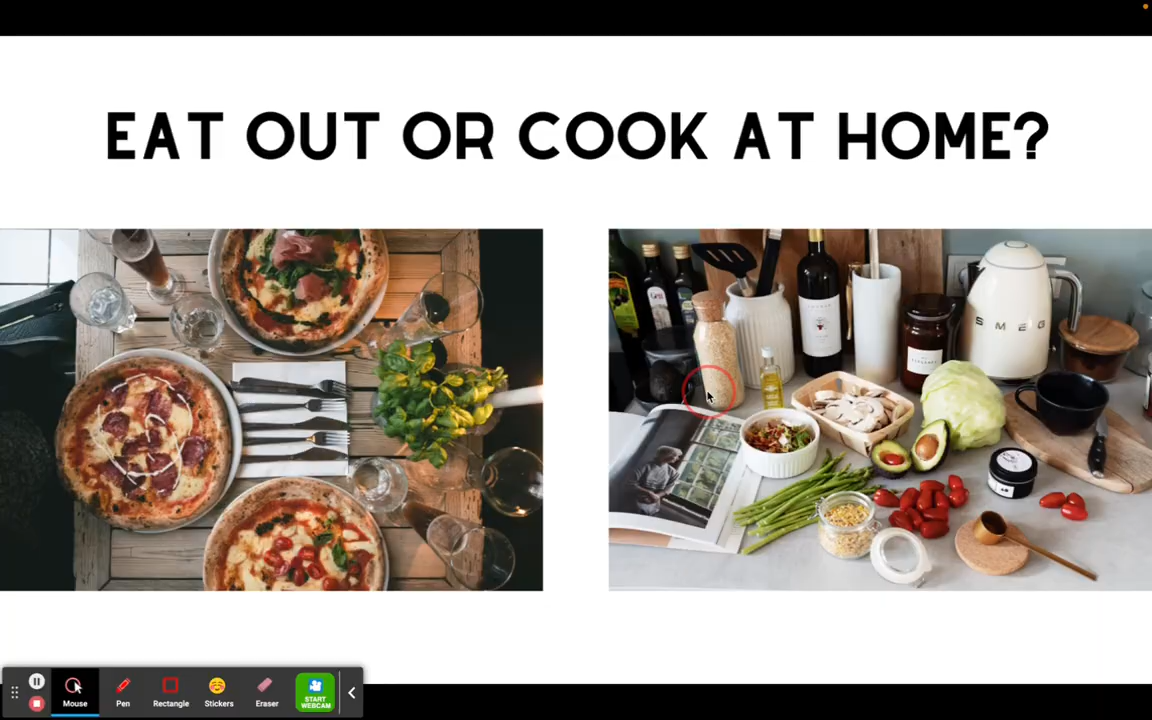 EAT OUT OR COOK AT HOME?
SMEG
Mouse
Pen
Rectangle
Stickers
Eraser
START
WEBCAM